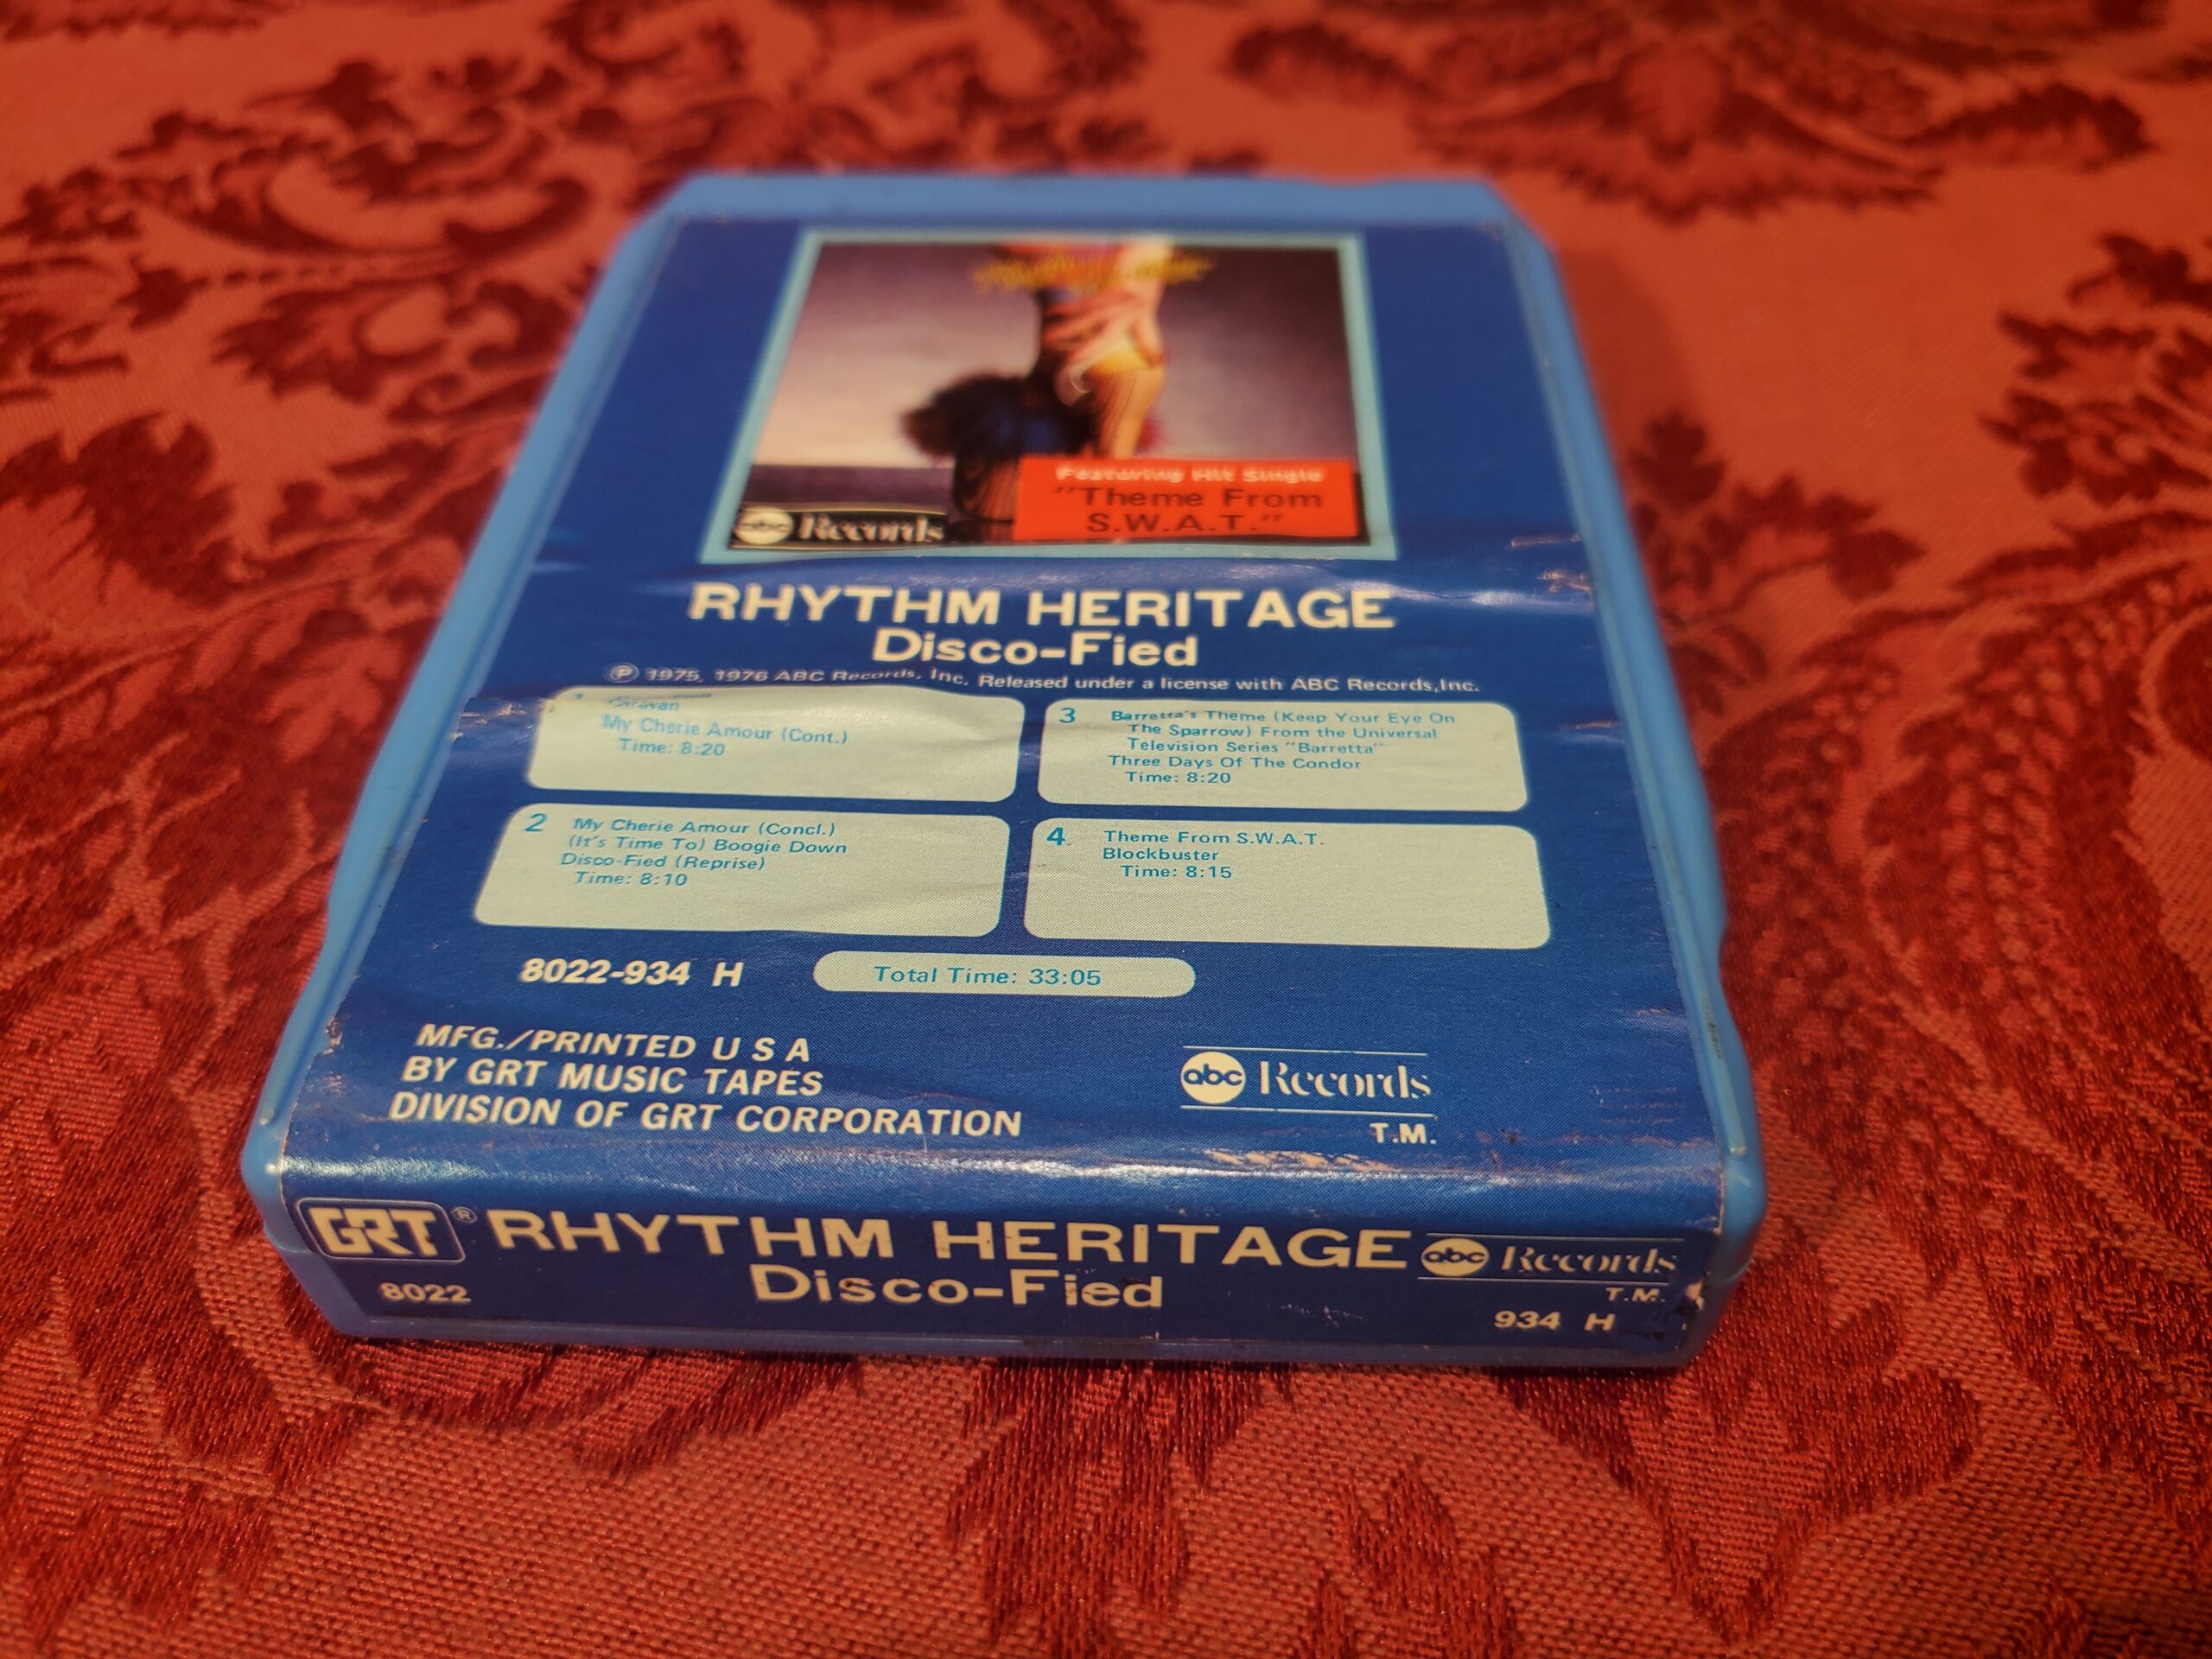 abc Records
Featuring Hit Single
"Theme From
S.W.A.T."
RHYTHM HERITAGE
Disco-Fied
℗ 1975, 1976 ABC Records, Inc. Released under a license with ABC Records,Inc.
Caravan
My Cherie Amour (Cont.)
Time: 8:20
3 Barretta's Theme (Keep Your Eye On
The Sparrow) From the Universal
Television Series "Barretta"
Three Days Of The Condor
Time: 8:20
2 My Cherie Amour (Concl.)
(It's Time To) Boogie Down
Disco-Fied (Reprise)
Time: 8:10
4 Theme From S.W.A.T.
Blockbuster
Time: 8:15
8022-934 H
Total Time: 33:05
MFG./PRINTED U S A
BY GRT MUSIC TAPES
DIVISION OF GRT CORPORATION
abc Records
T.M.
GRT® RHYTHM HERITAGE abc Records
T.M.
8022 Disco-Fied 934 H